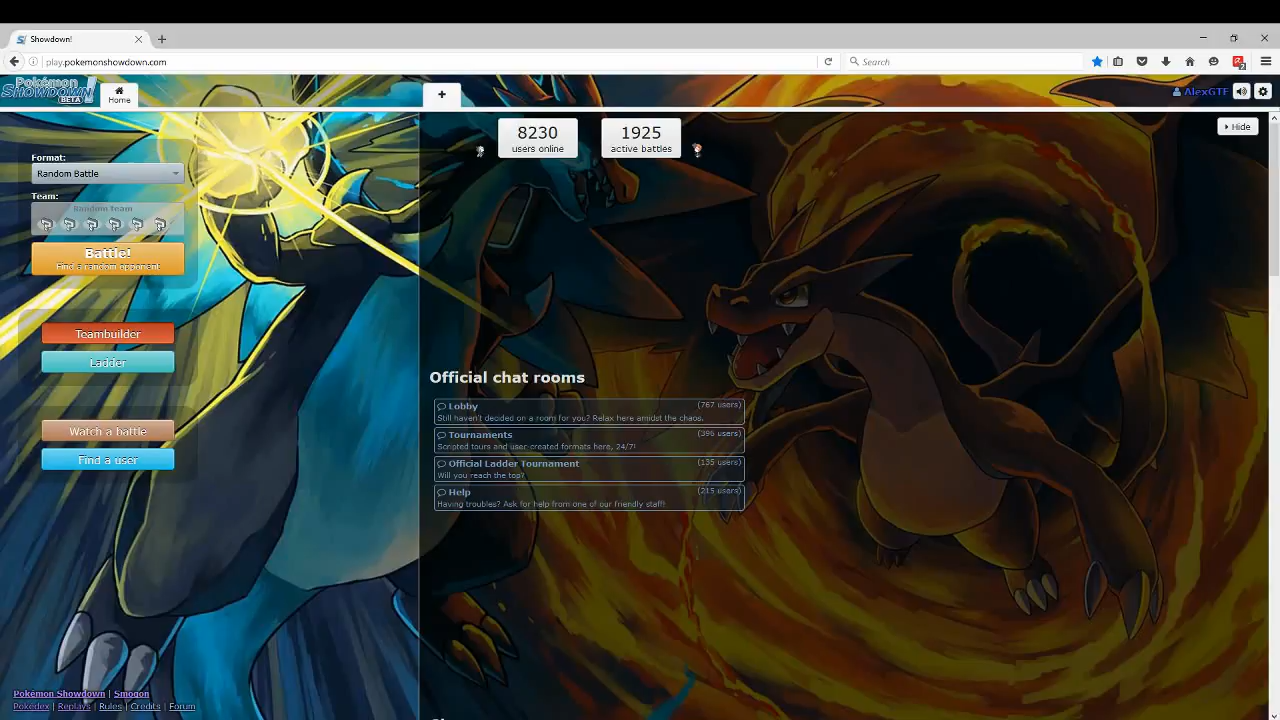 Showdown!
play.pokemonshowdown.com
Search
2
Pokémon
Showdown!
BETA
Home
AlexGTF
Format:
Random Battle
Team:
Random Team
Battle!
Find a random opponent
Teambuilder
Ladder
Watch a battle
Find a user
Pokémon Showdown | Smogon
Pokédex | Replays | Rules | Credits | Forum
8230
users online
1925
active battles
Hide
Official chat rooms
Lobby (767 users)
Still haven't decided on a room for you? Relax here amidst the chaos.
Tournaments (396 users)
Scripted tours and user-created formats here, 24/7!
Official Ladder Tournament (135 users)
Will you reach the top?
Help (215 users)
Having troubles? Ask for help from one of our friendly staff!